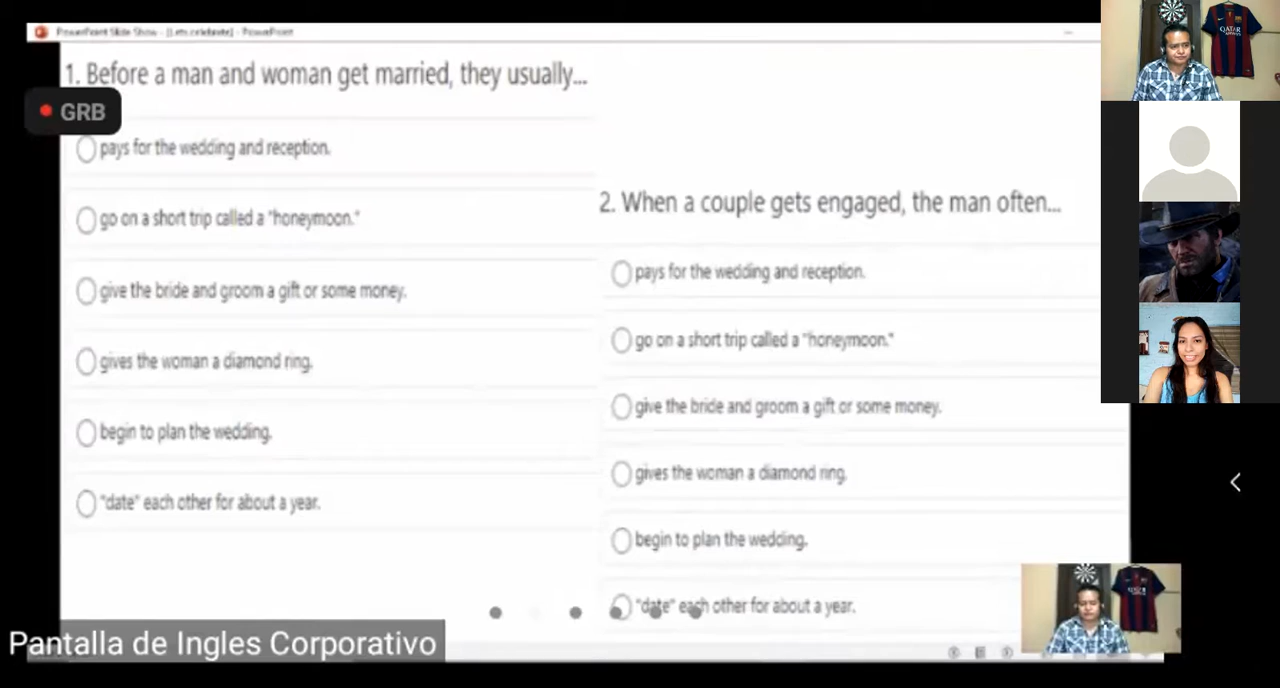 PowerPoint Slide Show - [Lets celebrate] - PowerPoint
1. Before a man and woman get married, they usually...
GRB
pays for the wedding and reception.
go on a short trip called a "honeymoon."
give the bride and groom a gift or some money.
gives the woman a diamond ring.
begin to plan the wedding.
"date" each other for about a year.
2. When a couple gets engaged, the man often...
pays for the wedding and reception.
go on a short trip called a "honeymoon."
give the bride and groom a gift or some money.
gives the woman a diamond ring.
begin to plan the wedding.
"date" each other for about a year.
Pantalla de Ingles Corporativo
QATAR